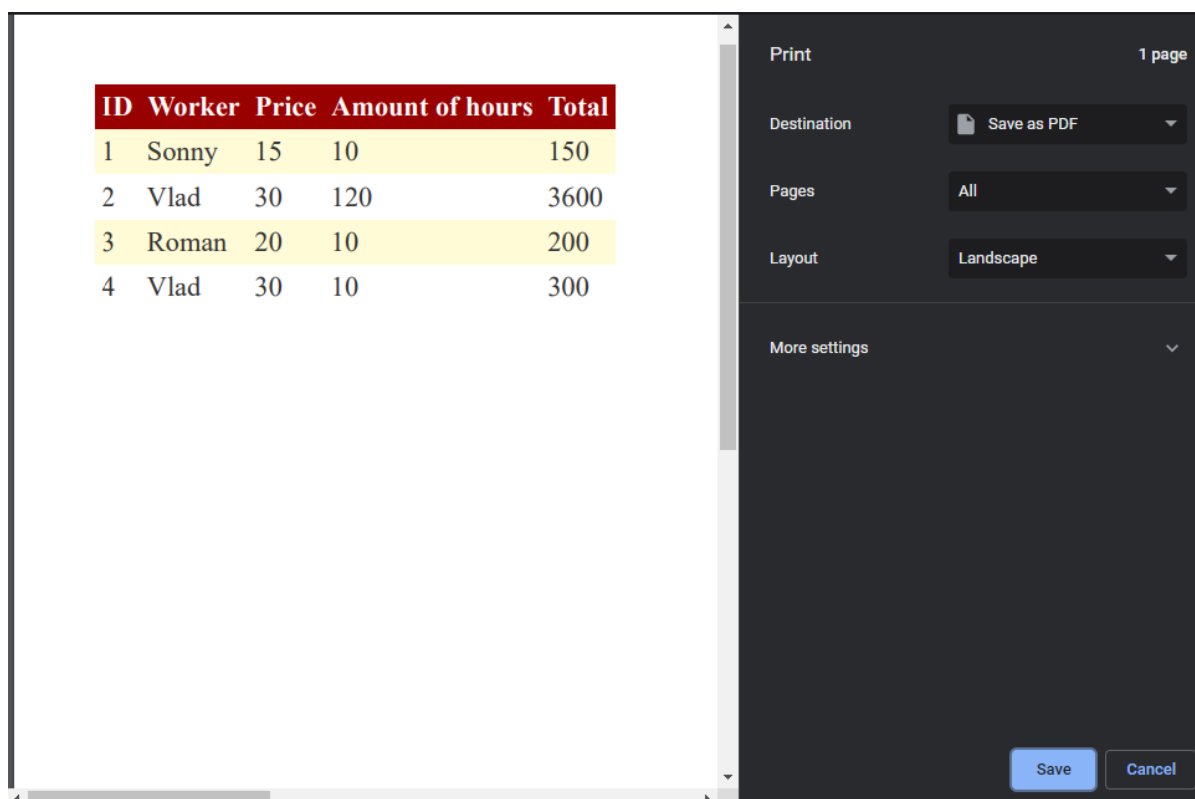 ID Worker Price Amount of hours Total
1 Sonny 15 10 150
2 Vlad 30 120 3600
3 Roman 20 10 200
4 Vlad 30 10 300
Print 1 page
Destination Save as PDF
Pages All
Layout Landscape
More settings
Save Cancel